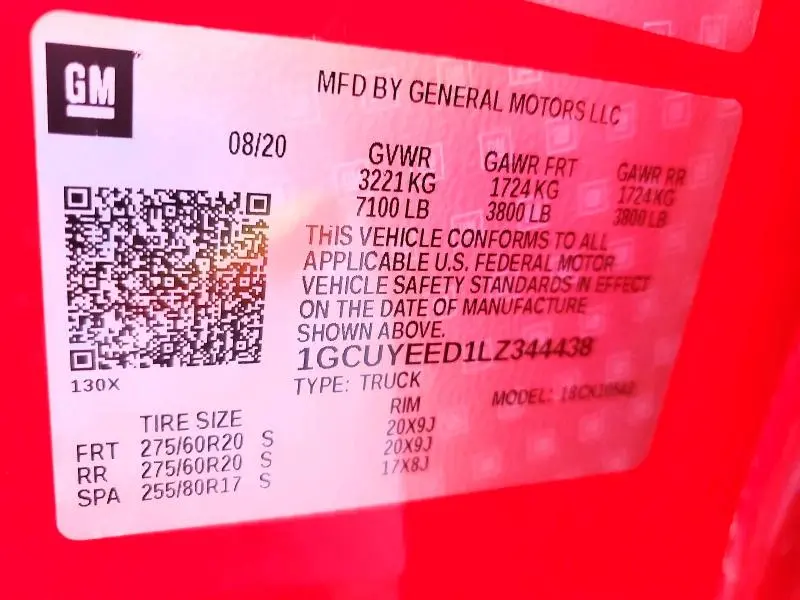 GM
MFD BY GENERAL MOTORS LLC
08/20
GVWR GAWR FRT GAWR RR
3221 KG 1724 KG 1724 KG
7100 LB 3800 LB 3800 LB
THIS VEHICLE CONFORMS TO ALL
APPLICABLE U.S. FEDERAL MOTOR
VEHICLE SAFETY STANDARDS IN EFFECT
ON THE DATE OF MANUFACTURE
SHOWN ABOVE.
1GCUYEED1LZ344438
130X
TYPE: TRUCK MODEL:
TIRE SIZE RIM
FRT 275/60R20 S 20X9J
RR 275/60R20 S 20X9J
SPA 255/80R17 S 17X8J